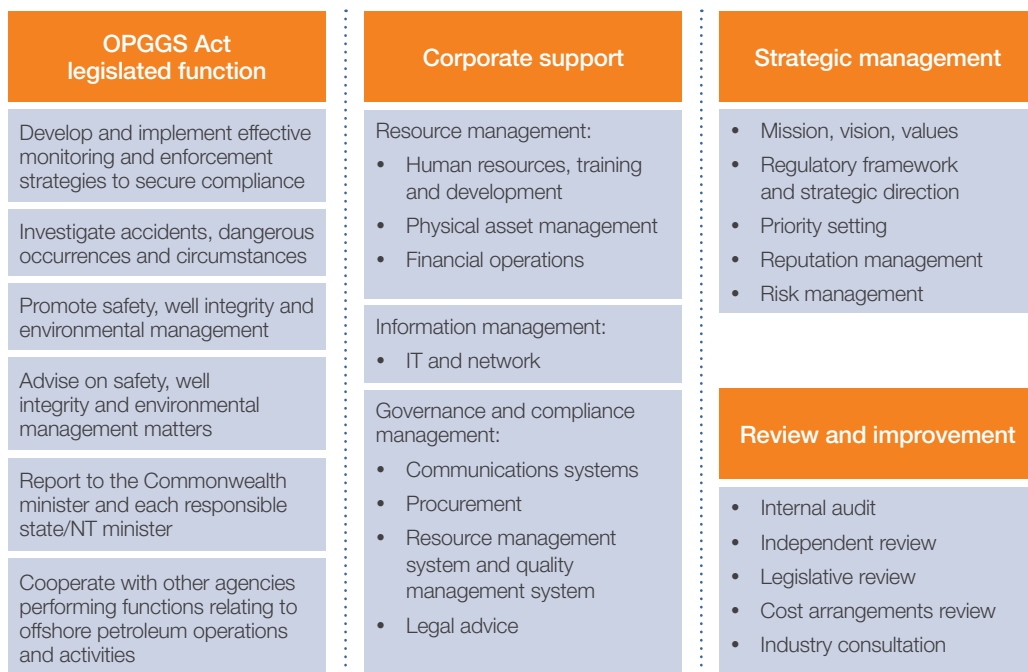 OPGGS Act
legislated function
Develop and implement effective
monitoring and enforcement
strategies to secure compliance
Investigate accidents, dangerous
occurrences and circumstances
Promote safety, well integrity and
environmental management
Advise on safety, well
integrity and environmental
management matters
Report to the Commonwealth
minister and each responsible
state/NT minister
Cooperate with other agencies
performing functions relating to
offshore petroleum operations
and activities
Corporate support
Resource management:
• Human resources, training
and development
• Physical asset management
• Financial operations
Information management:
• IT and network
Governance and compliance
management:
• Communications systems
• Procurement
• Resource management
system and quality
management system
• Legal advice
Strategic management
• Mission, vision, values
• Regulatory framework
and strategic direction
• Priority setting
• Reputation management
• Risk management
Review and improvement
• Internal audit
• Independent review
• Legislative review
• Cost arrangements review
• Industry consultation